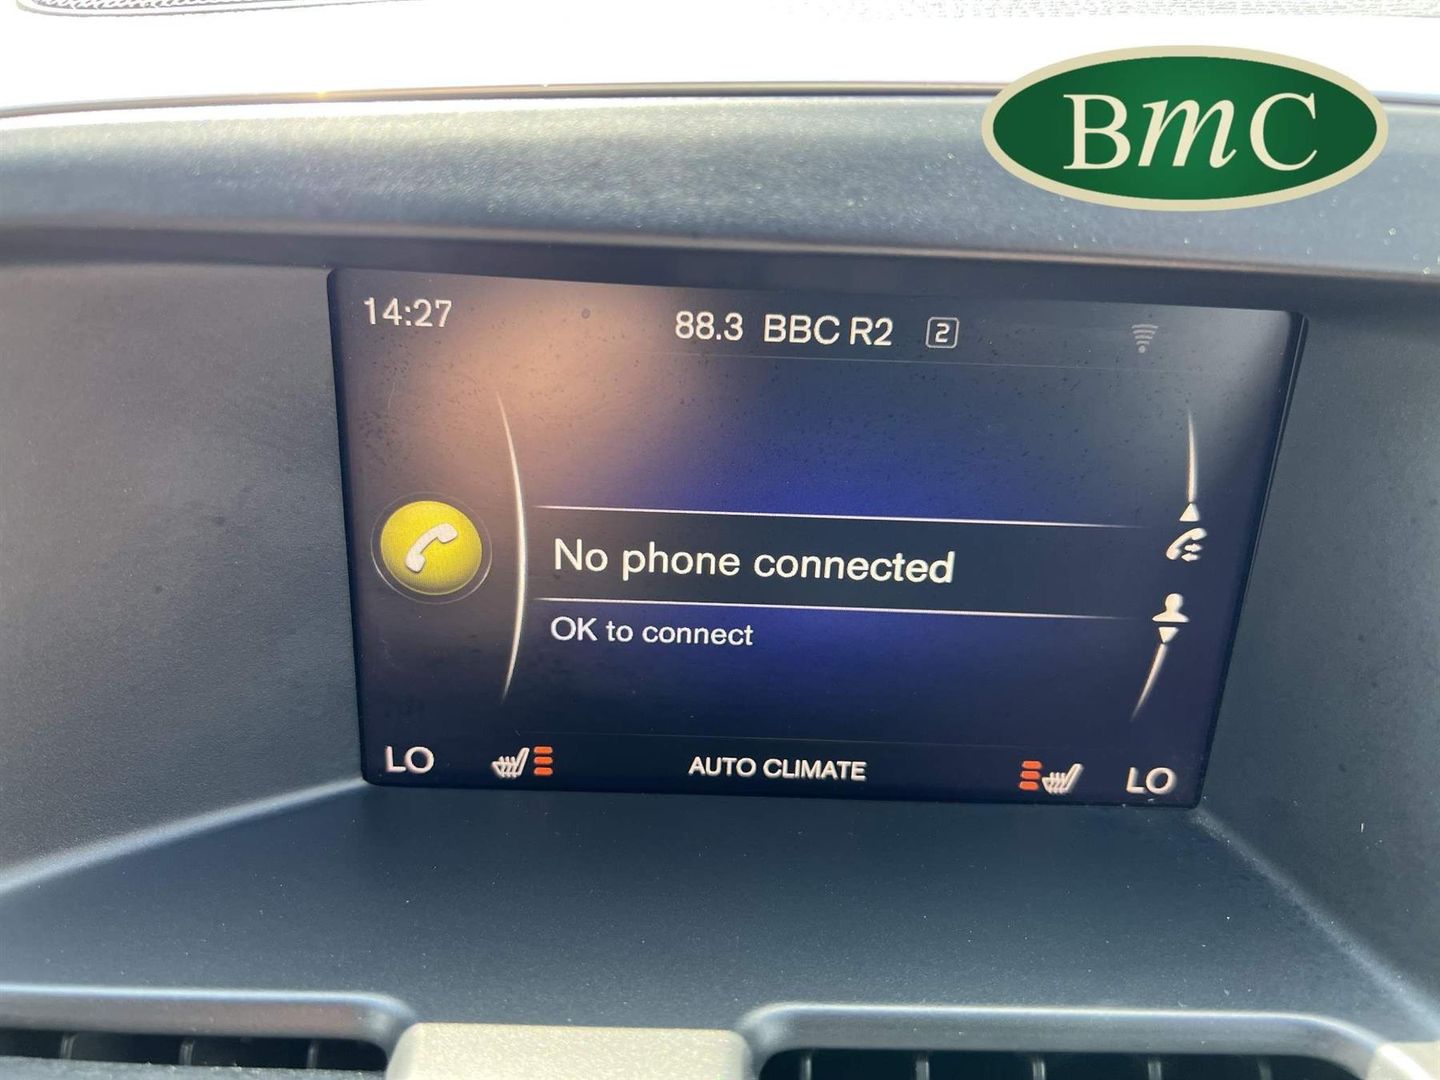 BmC
14:27
88.3 BBC R2 2
No phone connected
OK to connect
LO AUTO CLIMATE LO